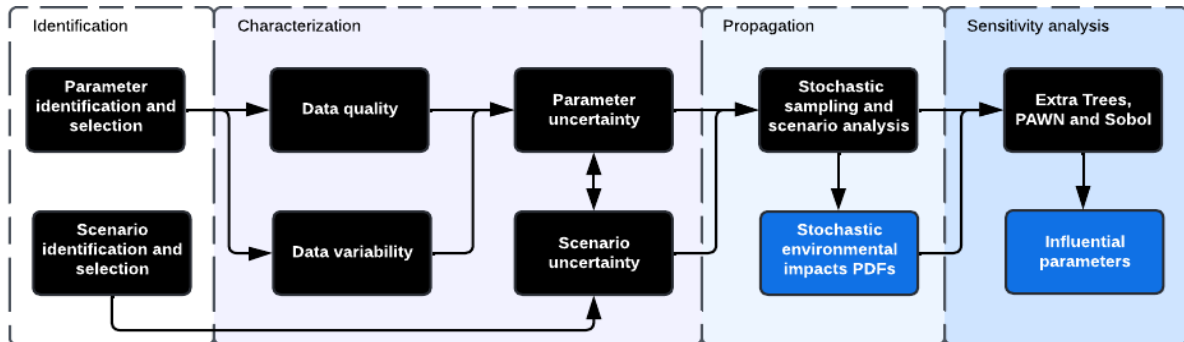 Identification
Characterization
Propagation
Sensitivity analysis
Parameter
identification and
selection
Data quality
Parameter
uncertainty
Stochastic
sampling and
scenario analysis
Extra Trees,
PAWN and Sobol
Scenario
identification and
selection
Data variability
Scenario
uncertainty
Stochastic
environmental
impacts PDFs
Influential
parameters